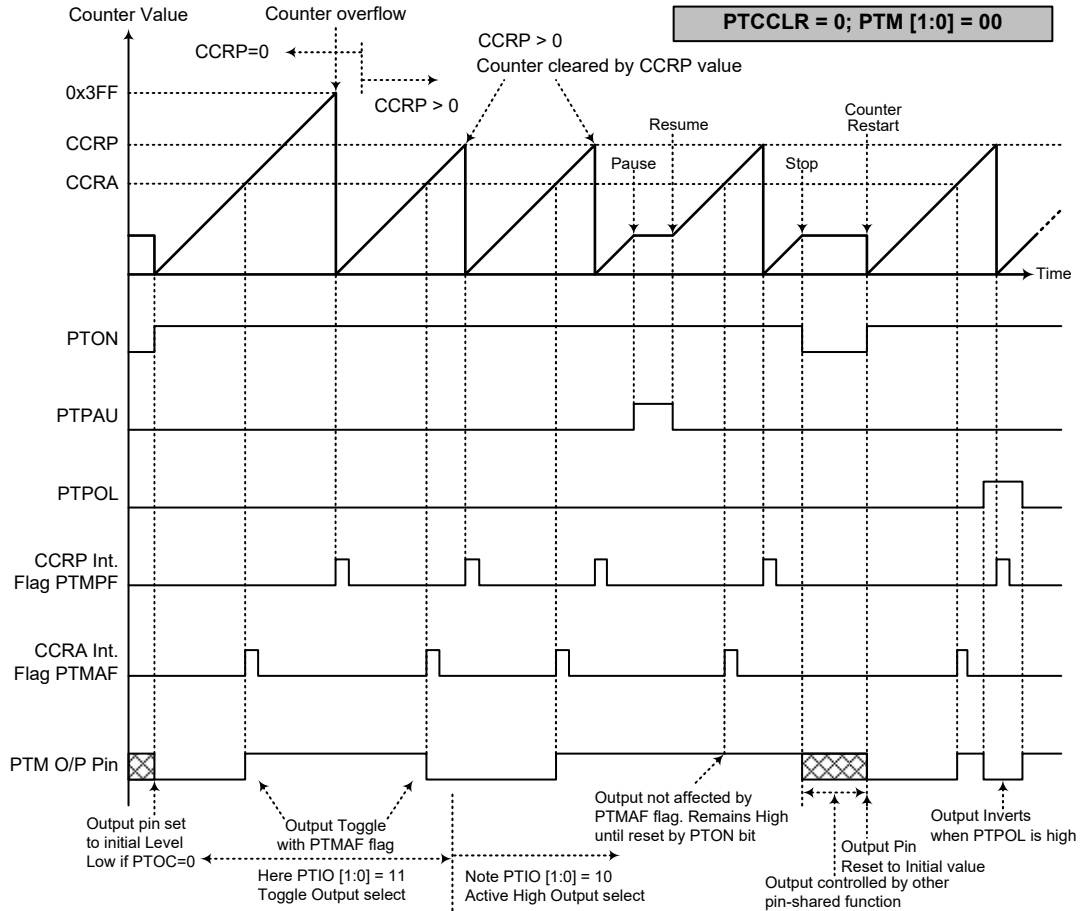 Counter Value
Counter overflow
PTCCLR = 0; PTM [1:0] = 00
CCRP=0
CCRP > 0
CCRP > 0
Counter cleared by CCRP value
0x3FF
CCRP
CCRA
Pause
Resume
Stop
Counter
Restart
Time
PTON
PTPAU
PTPOL
CCRP Int.
Flag PTMPF
CCRA Int.
Flag PTMAF
PTM O/P Pin
Output pin set
to initial Level
Low if PTOC=0
Output Toggle
with PTMAF flag
Here PTIO [1:0] = 11
Toggle Output select
Note PTIO [1:0] = 10
Active High Output select
Output not affected by
PTMAF flag. Remains High
until reset by PTON bit
Output Pin
Reset to Initial value
Output controlled by other
pin-shared function
Output Inverts
when PTPOL is high